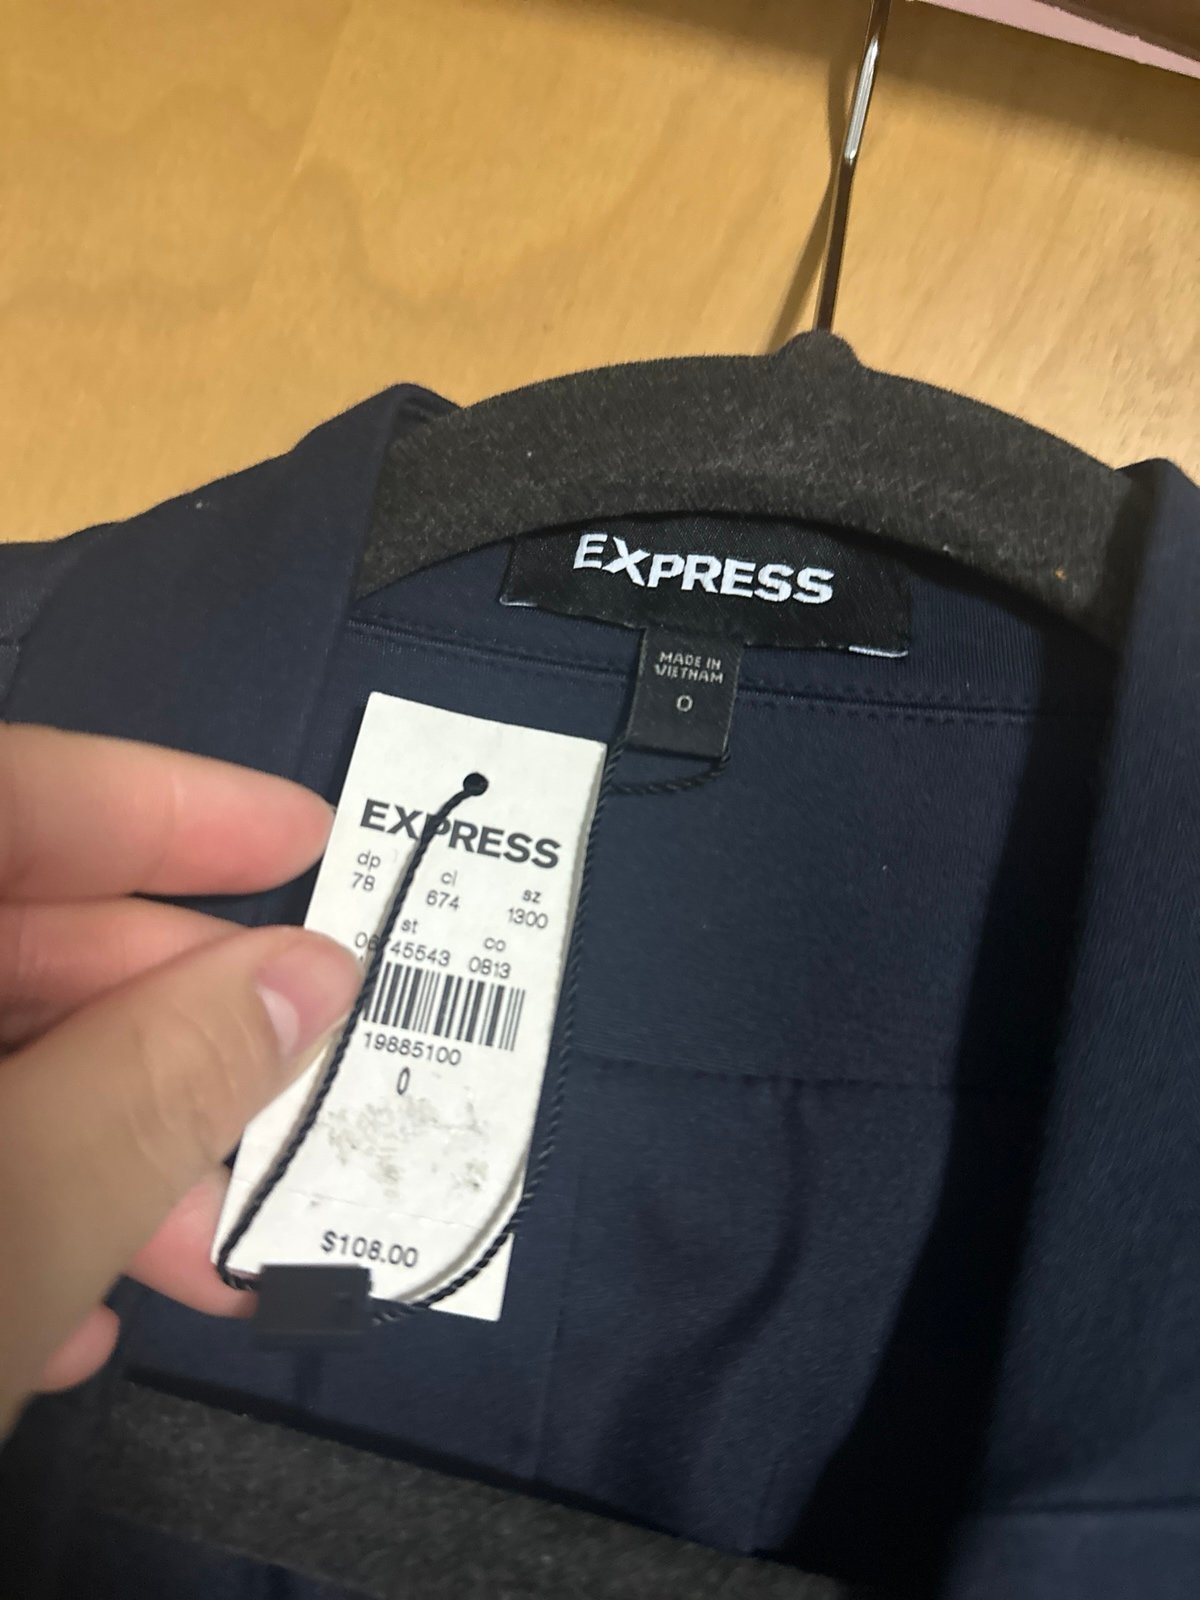 EXPRESS
MADE IN
VIETNAM
0
EXPRESS
dp cl sz
78 674 1300
st co
45543 0813
19885100
0
$108.00